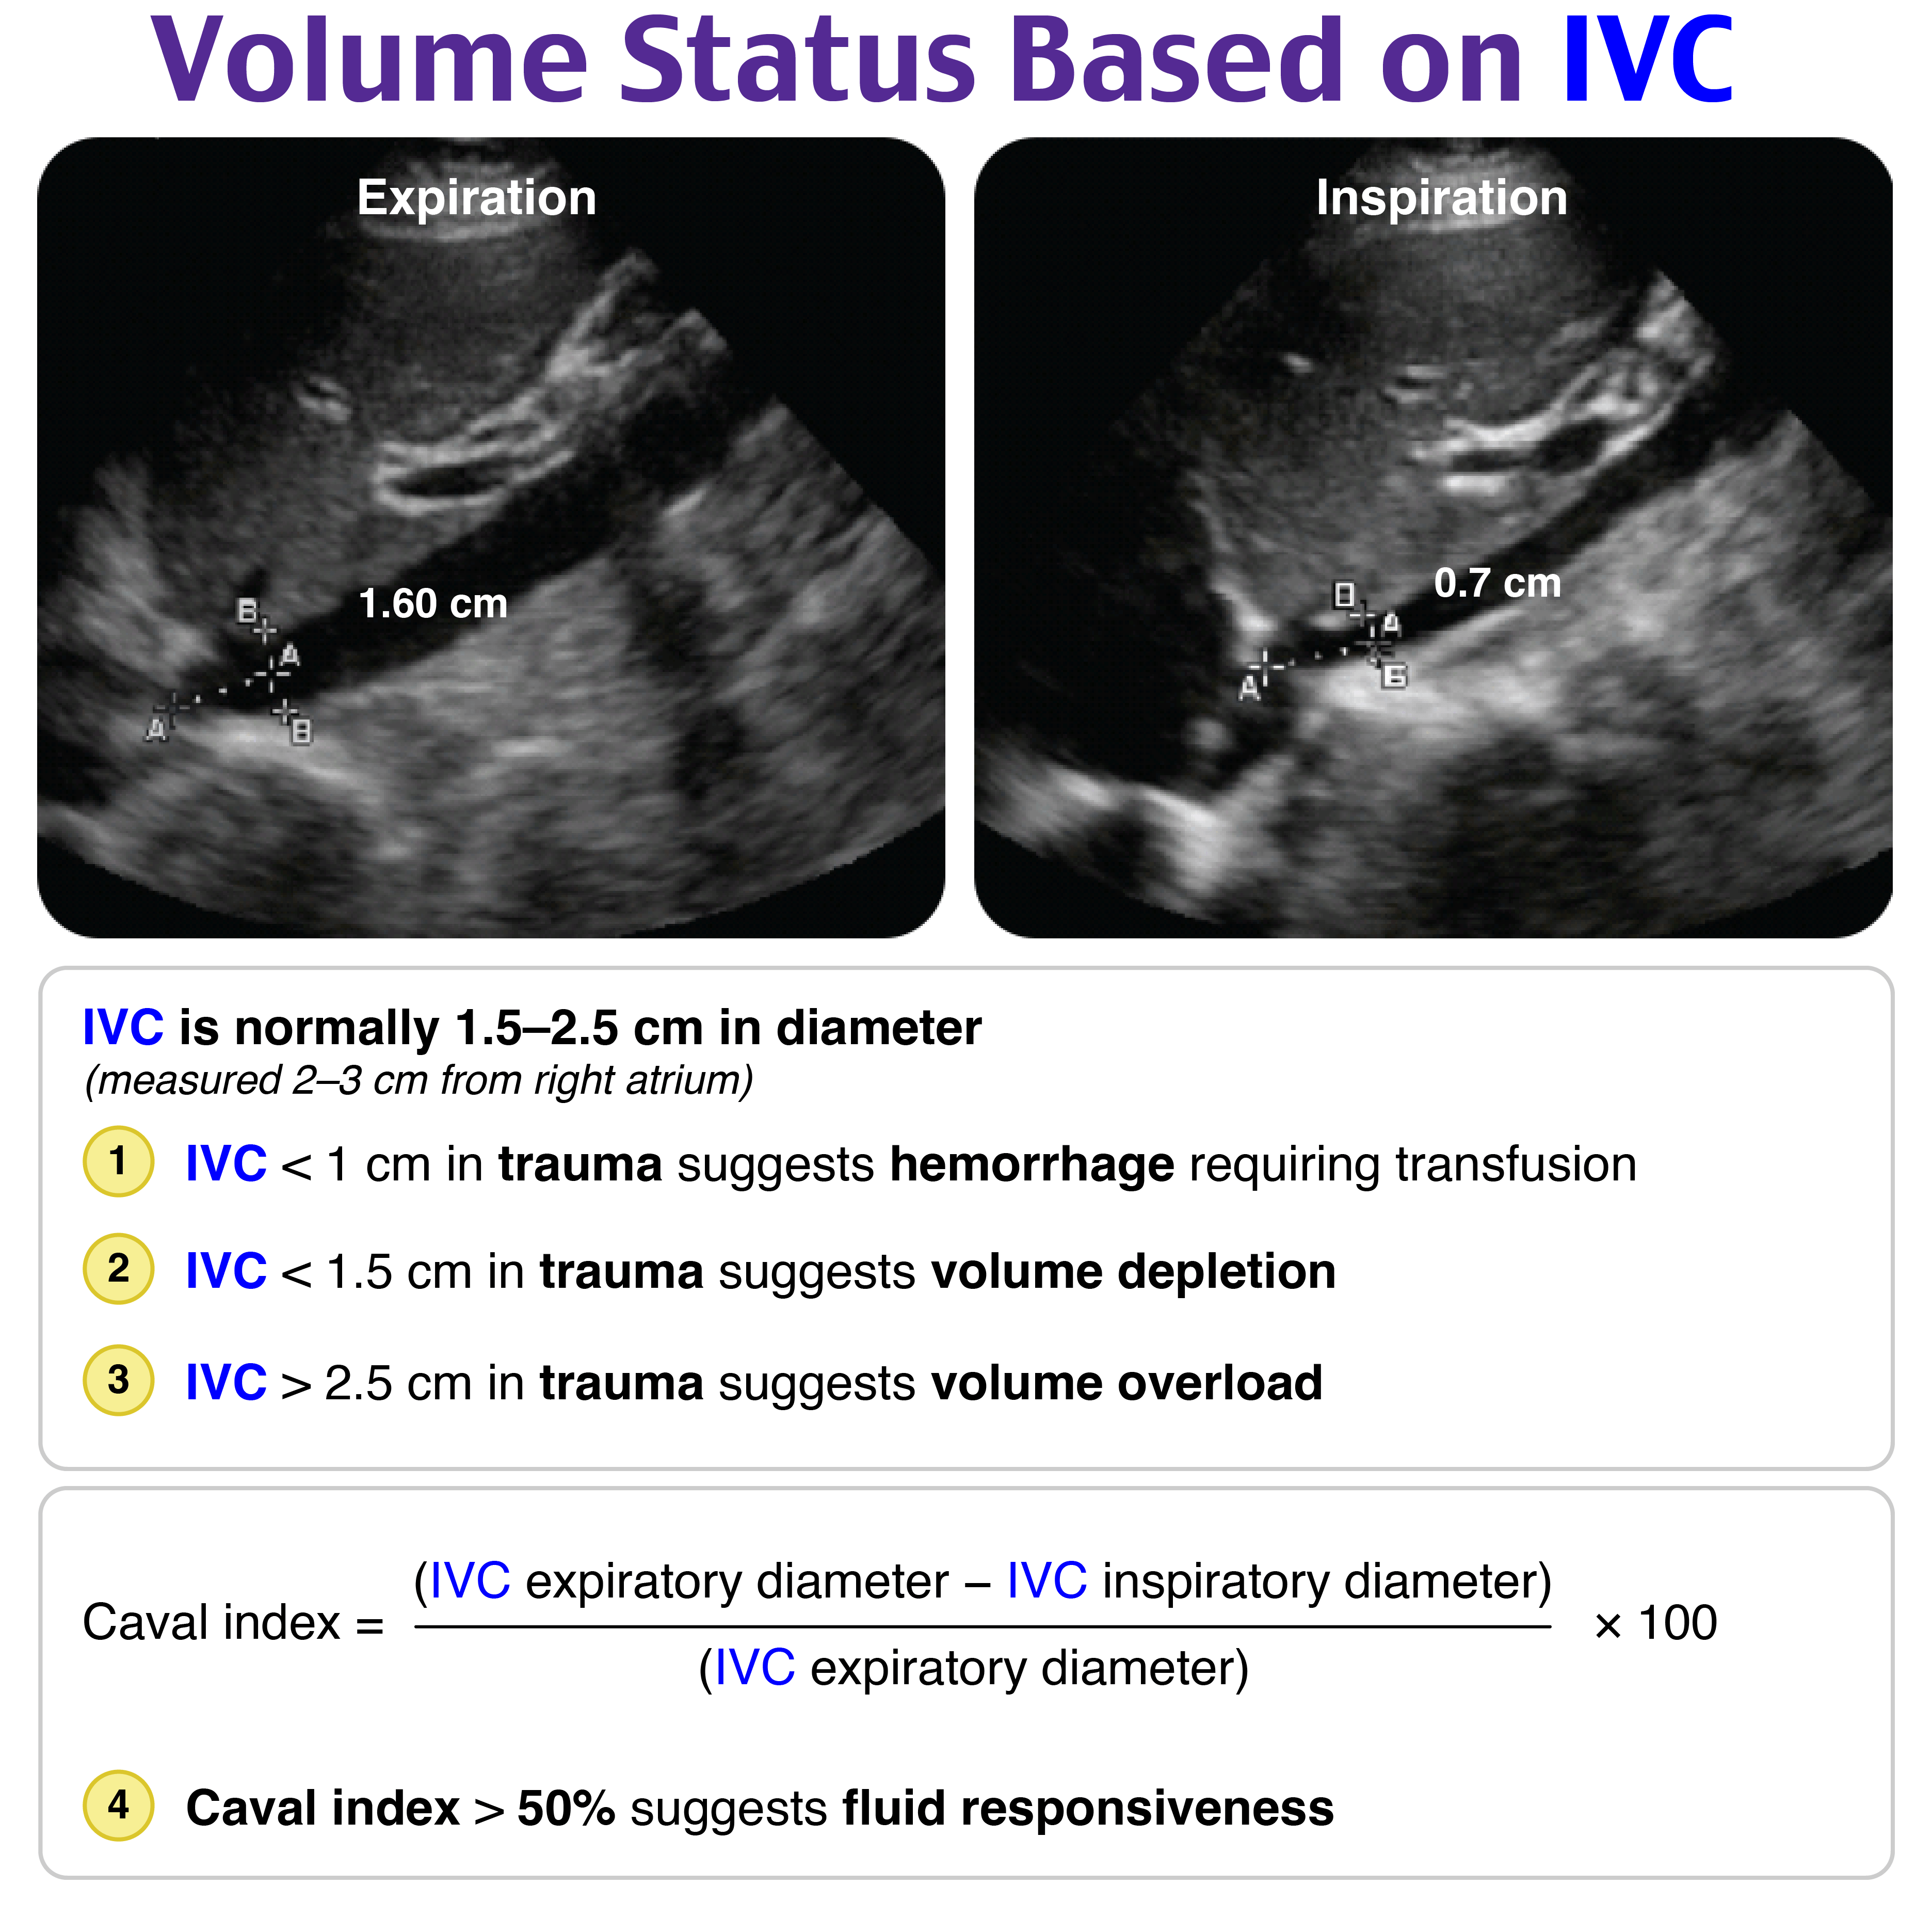 Volume Status Based on IVC
Expiration
Inspiration
1.60 cm
0.7 cm
B
A
A
B
A
A
IVC is normally 1.5–2.5 cm in diameter
(measured 2–3 cm from right atrium)
1 IVC < 1 cm in trauma suggests hemorrhage requiring transfusion
2 IVC < 1.5 cm in trauma suggests volume depletion
3 IVC > 2.5 cm in trauma suggests volume overload
(IVC expiratory diameter – IVC inspiratory diameter)
Caval index = × 100
(IVC expiratory diameter)
4 Caval index > 50% suggests fluid responsiveness